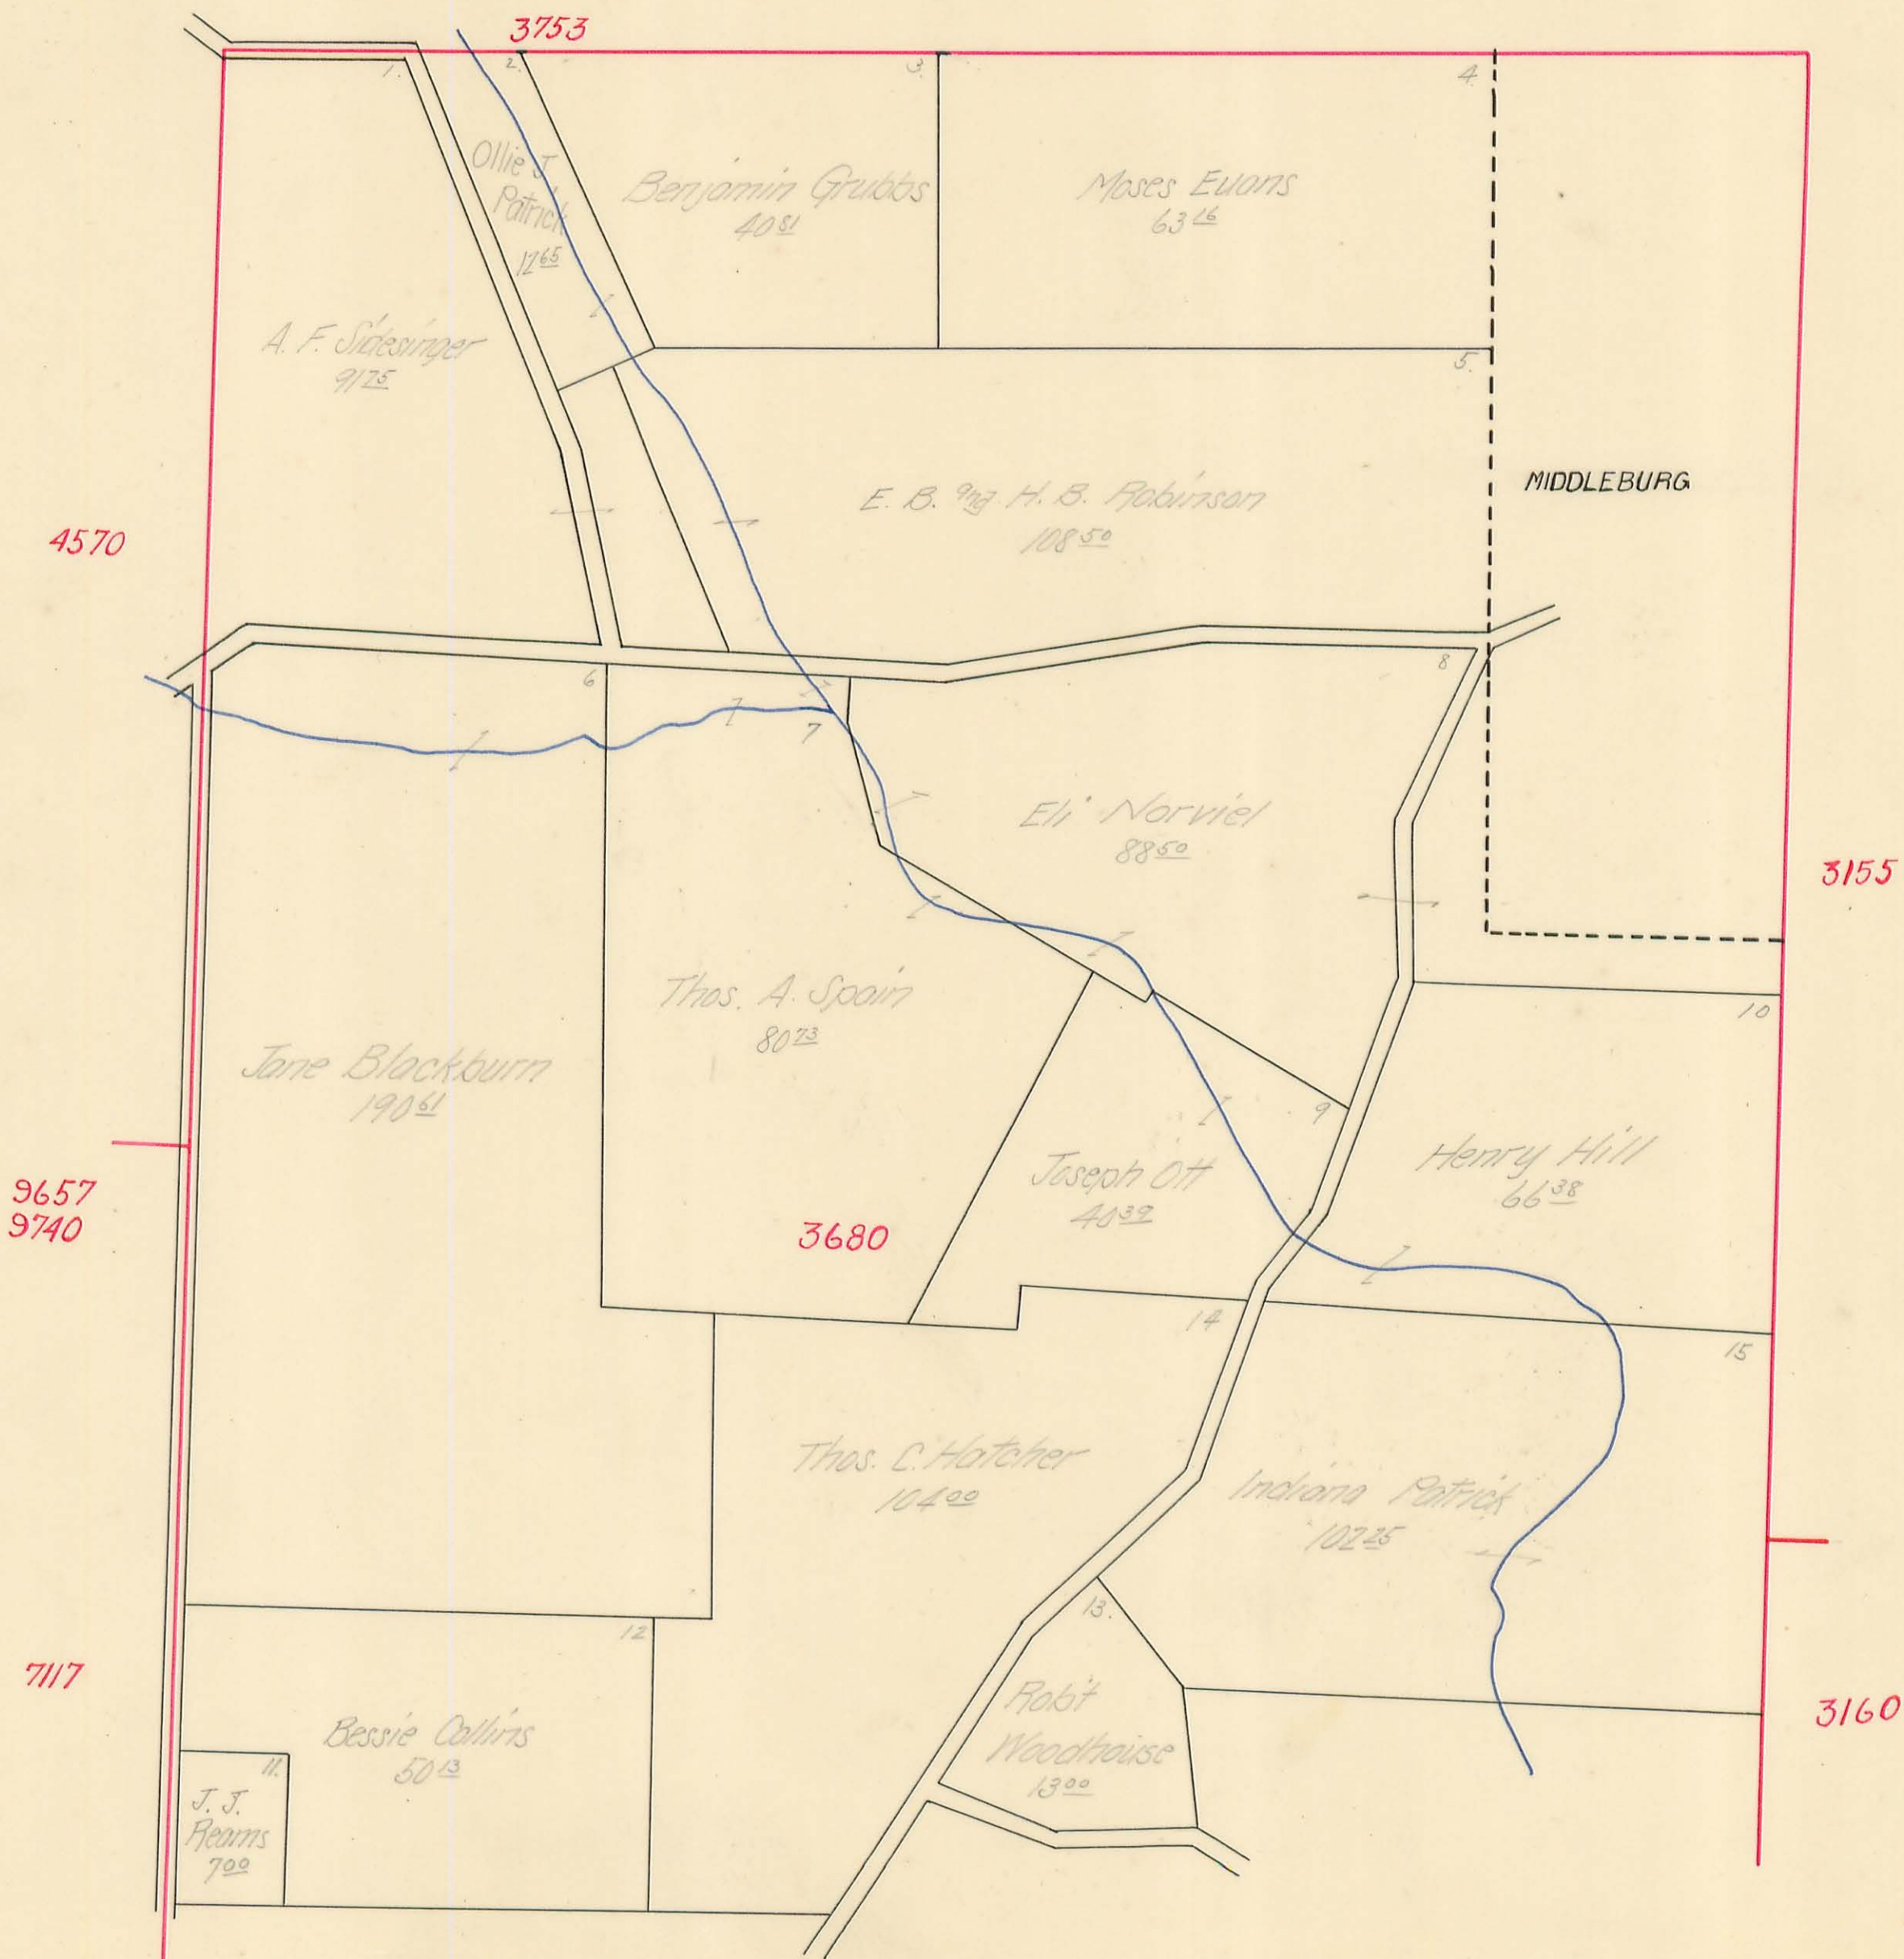 3753
1.
2.
3.
4.
Ollie J.
Patrick
12 65
Benjamin Grubbs
40 81
Moses Euans
63 16
A. F. Sidesinger
91 75
5.
MIDDLEBURG
E. B. and H. B. Robinson
108 50
4570
6
7
8
Eli Norviel
88 50
3155
Thos. A. Spain
80 73
10
Jane Blackburn
190 61
9
Henry Hill
66 38
Joseph Ott
40 39
9657
9740
3680
14
15
Thos. C. Hatcher
104 00
Indiana Patrick
102 25
13.
12
7117
Rob't
Woodhouse
13 00
3160
Bessie Collins
50 13
11.
J. J.
Reams
7 00